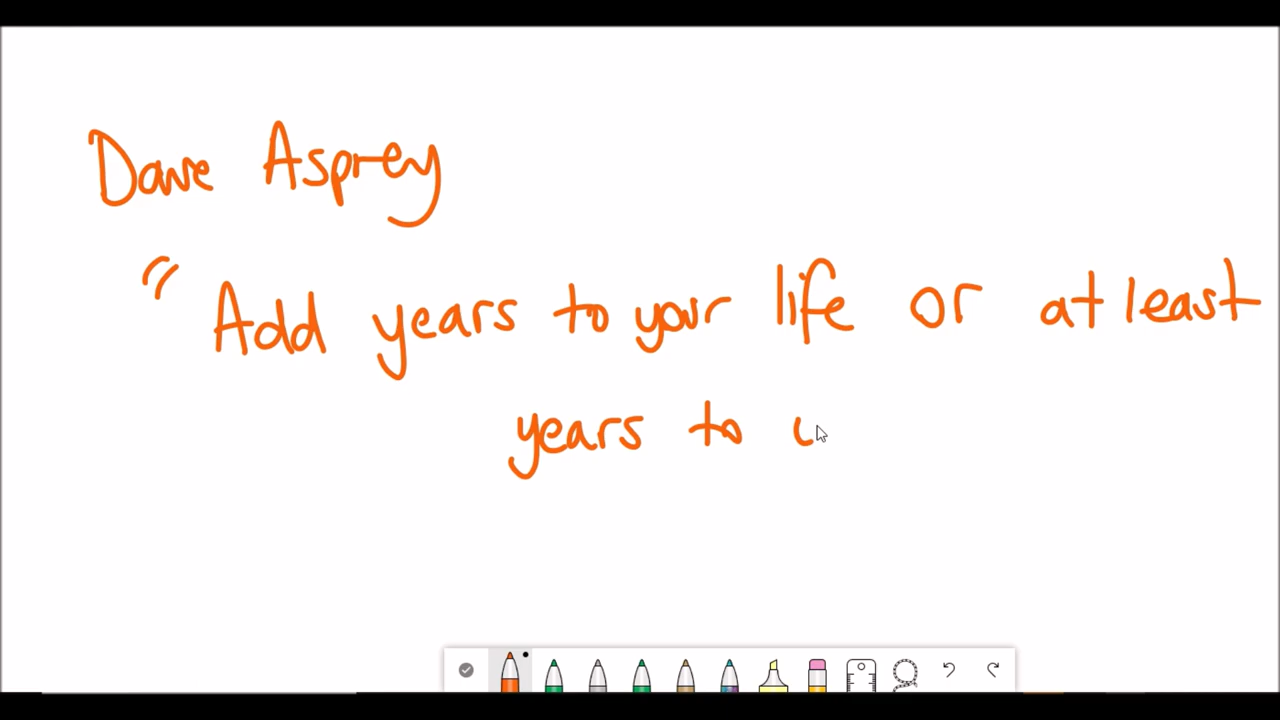 Dave Asprey
" Add years to your life or at least
years to